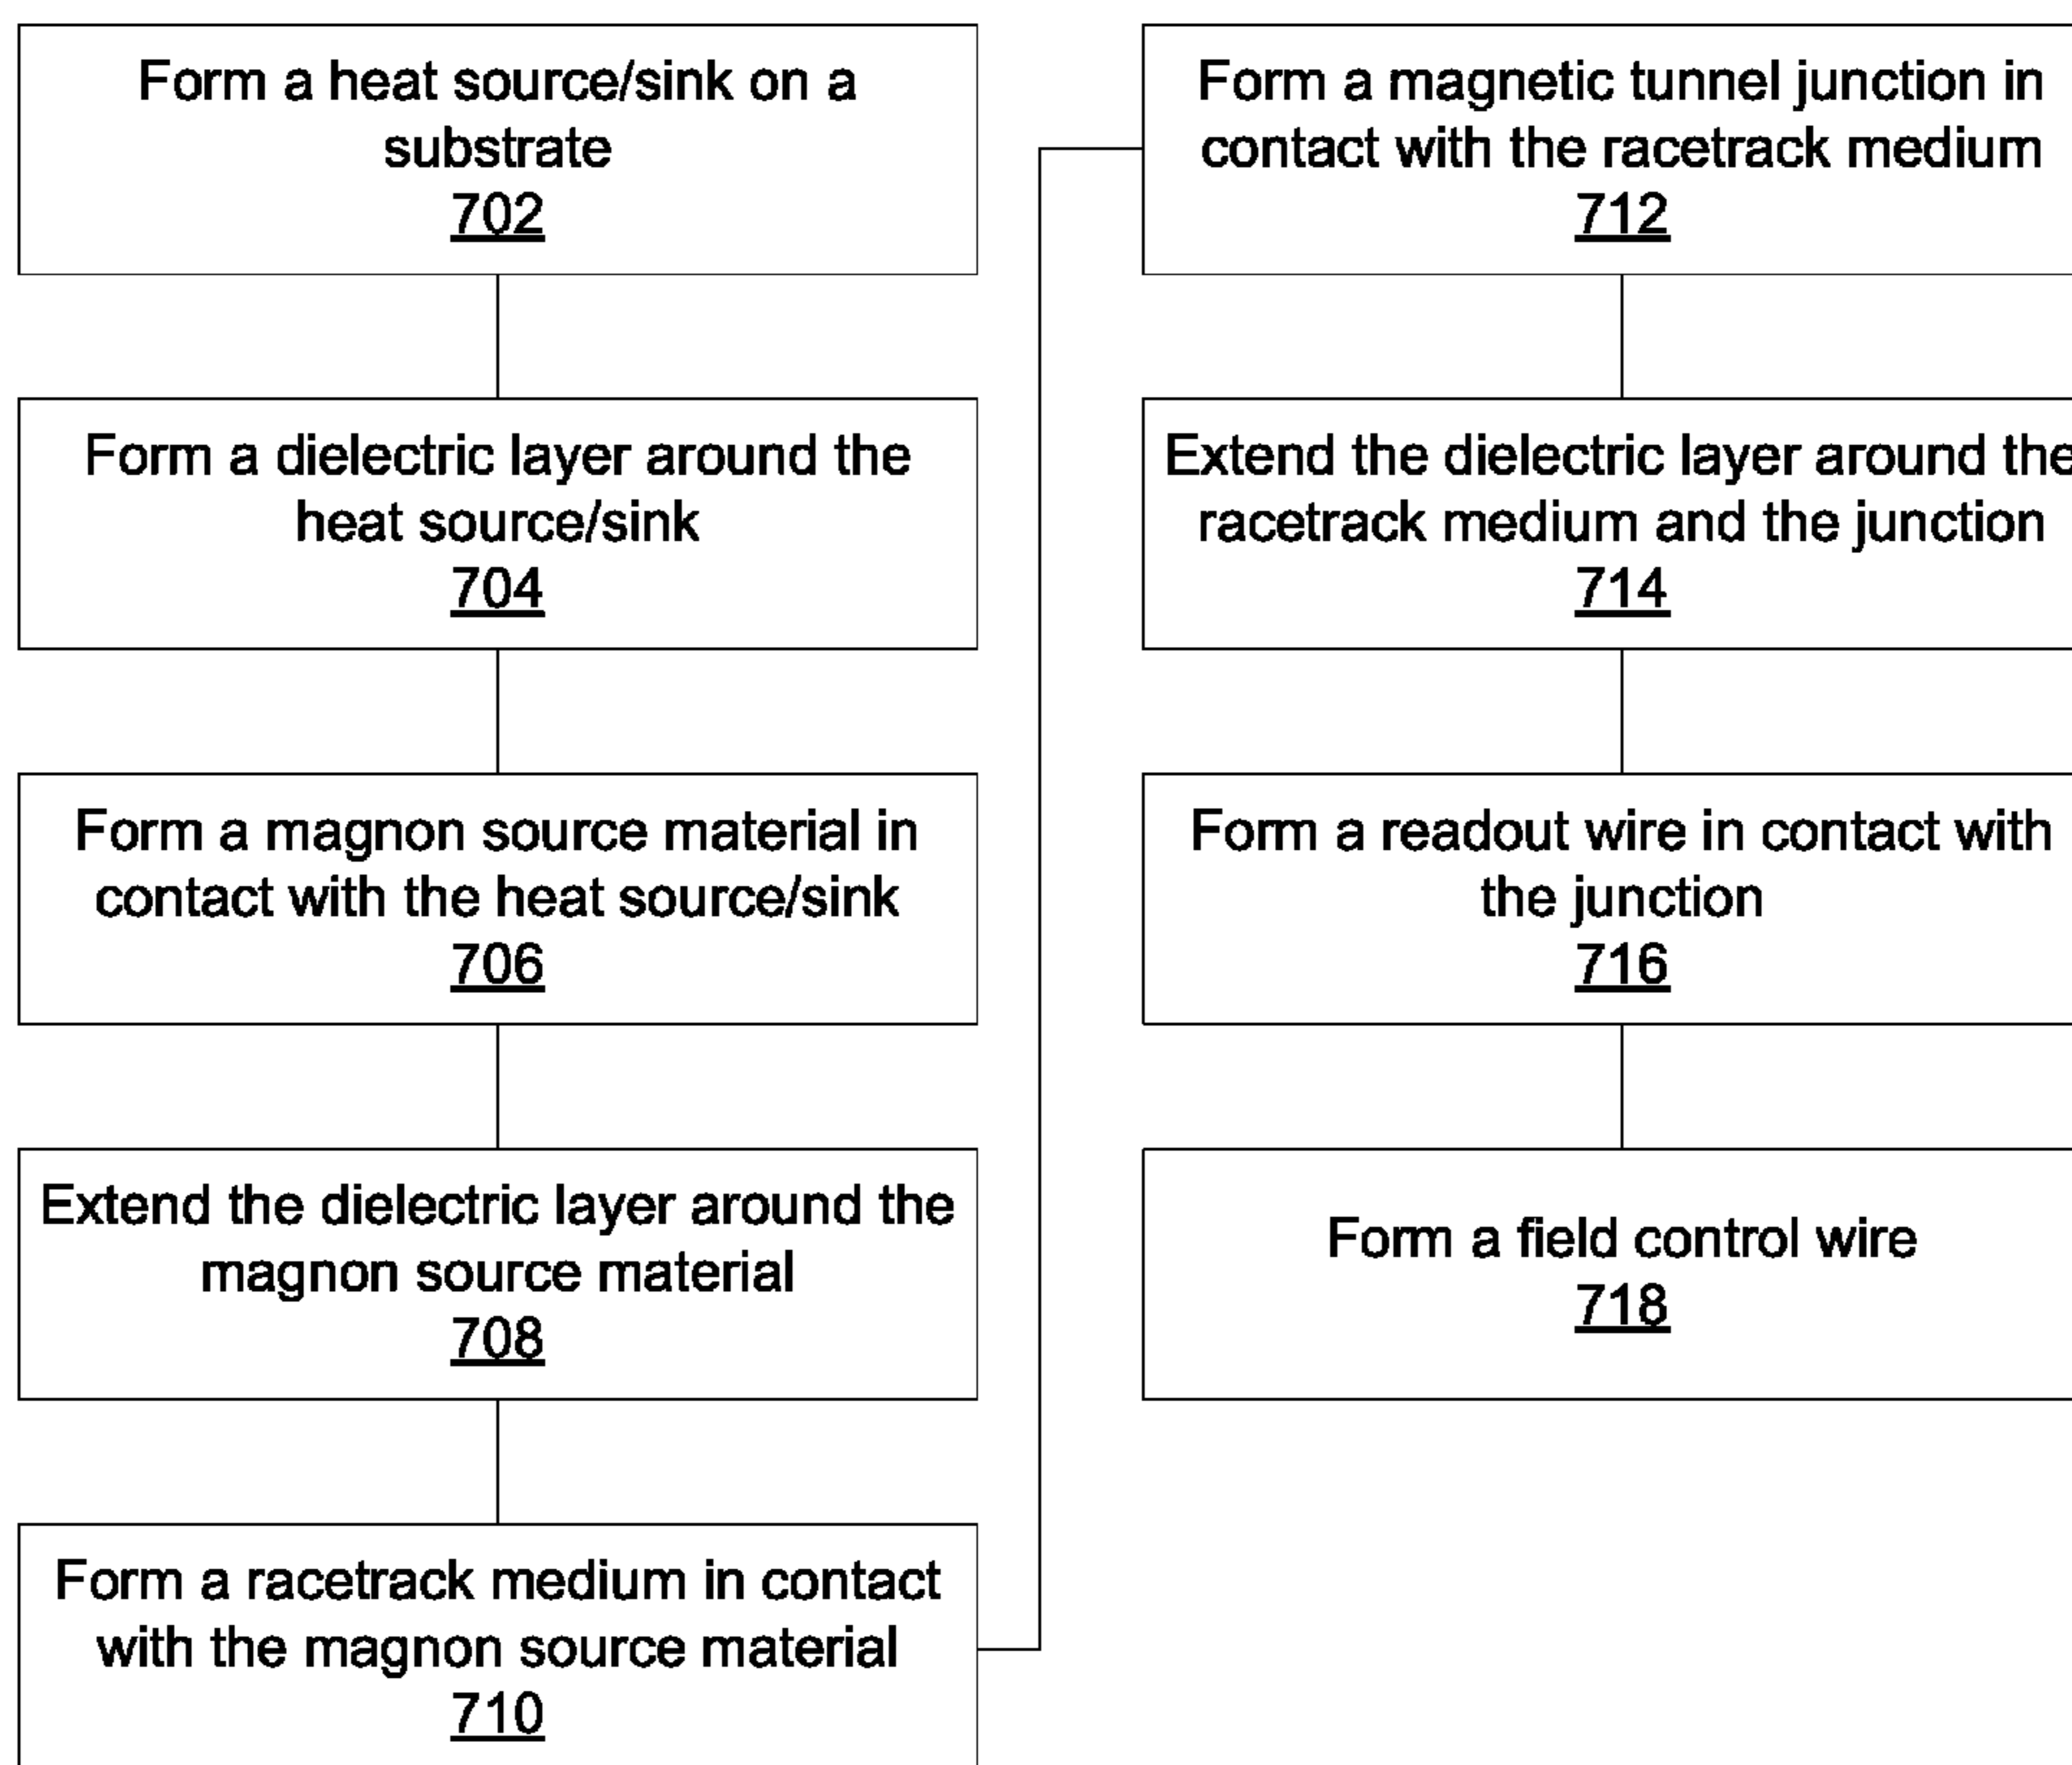 Form a heat source/sink on a
substrate
702
Form a dielectric layer around the
heat source/sink
704
Form a magnon source material in
contact with the heat source/sink
706
Extend the dielectric layer around the
magnon source material
708
Form a racetrack medium in contact
with the magnon source material
710
Form a magnetic tunnel junction in
contact with the racetrack medium
712
Extend the dielectric layer around the
racetrack medium and the junction
714
Form a readout wire in contact with
the junction
716
Form a field control wire
718